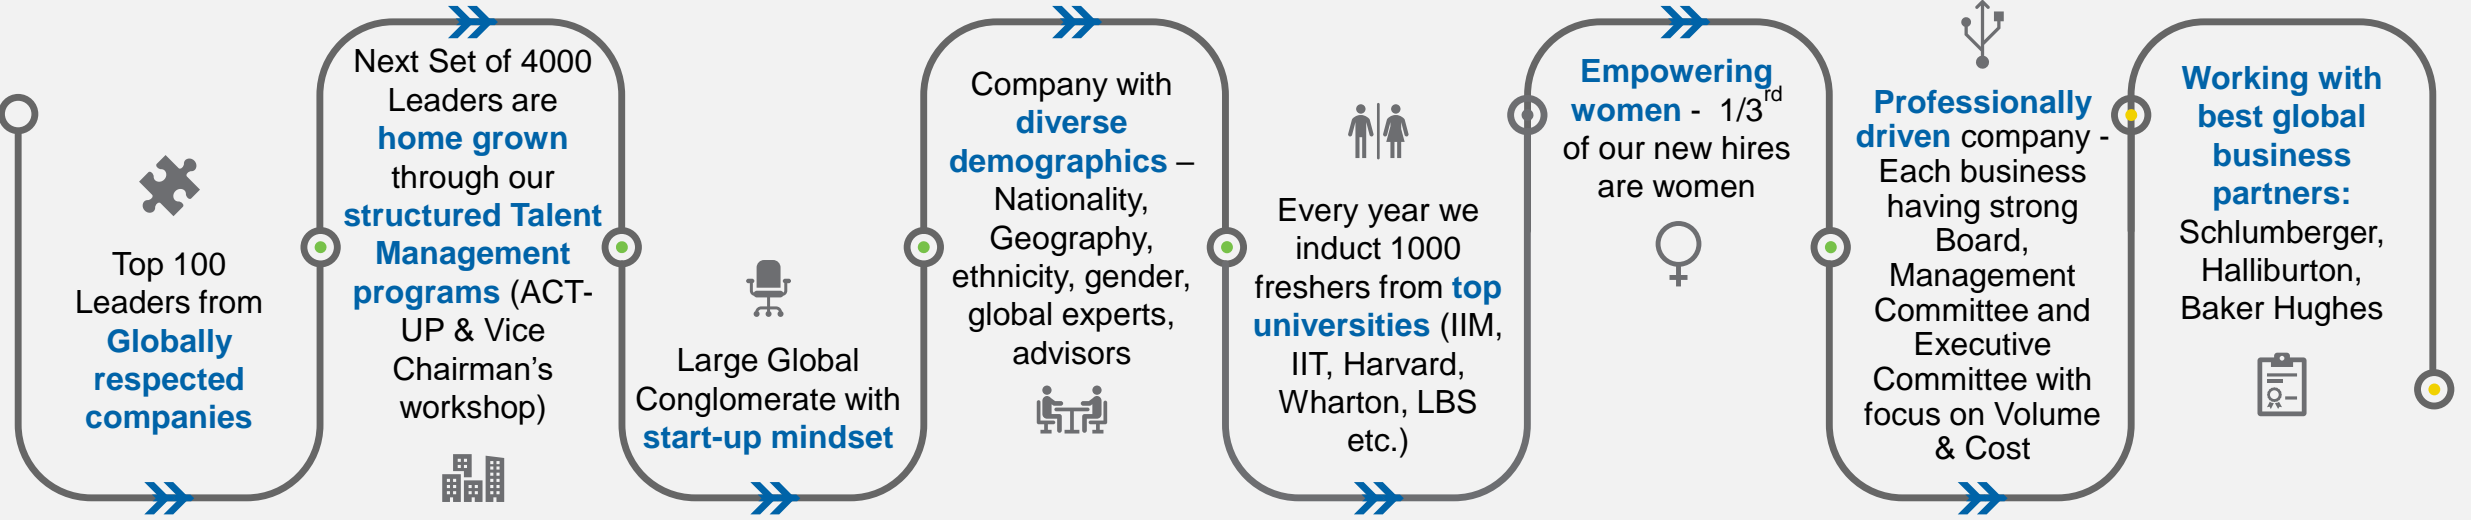 Top 100
Leaders from
Globally
respected
companies
Next Set of 4000
Leaders are
home grown
through our
structured Talent
Management
programs (ACT-
UP & Vice
Chairman’s
workshop)
Large Global
Conglomerate with
start-up mindset
Company with
diverse
demographics –
Nationality,
Geography,
ethnicity, gender,
global experts,
advisors
Every year we
induct 1000
freshers from top
universities (IIM,
IIT, Harvard,
Wharton, LBS
etc.)
Empowering
women - 1/3rd
of our new hires
are women
Professionally
driven company -
Each business
having strong
Board,
Management
Committee and
Executive
Committee with
focus on Volume
& Cost
Working with
best global
business
partners:
Schlumberger,
Halliburton,
Baker Hughes